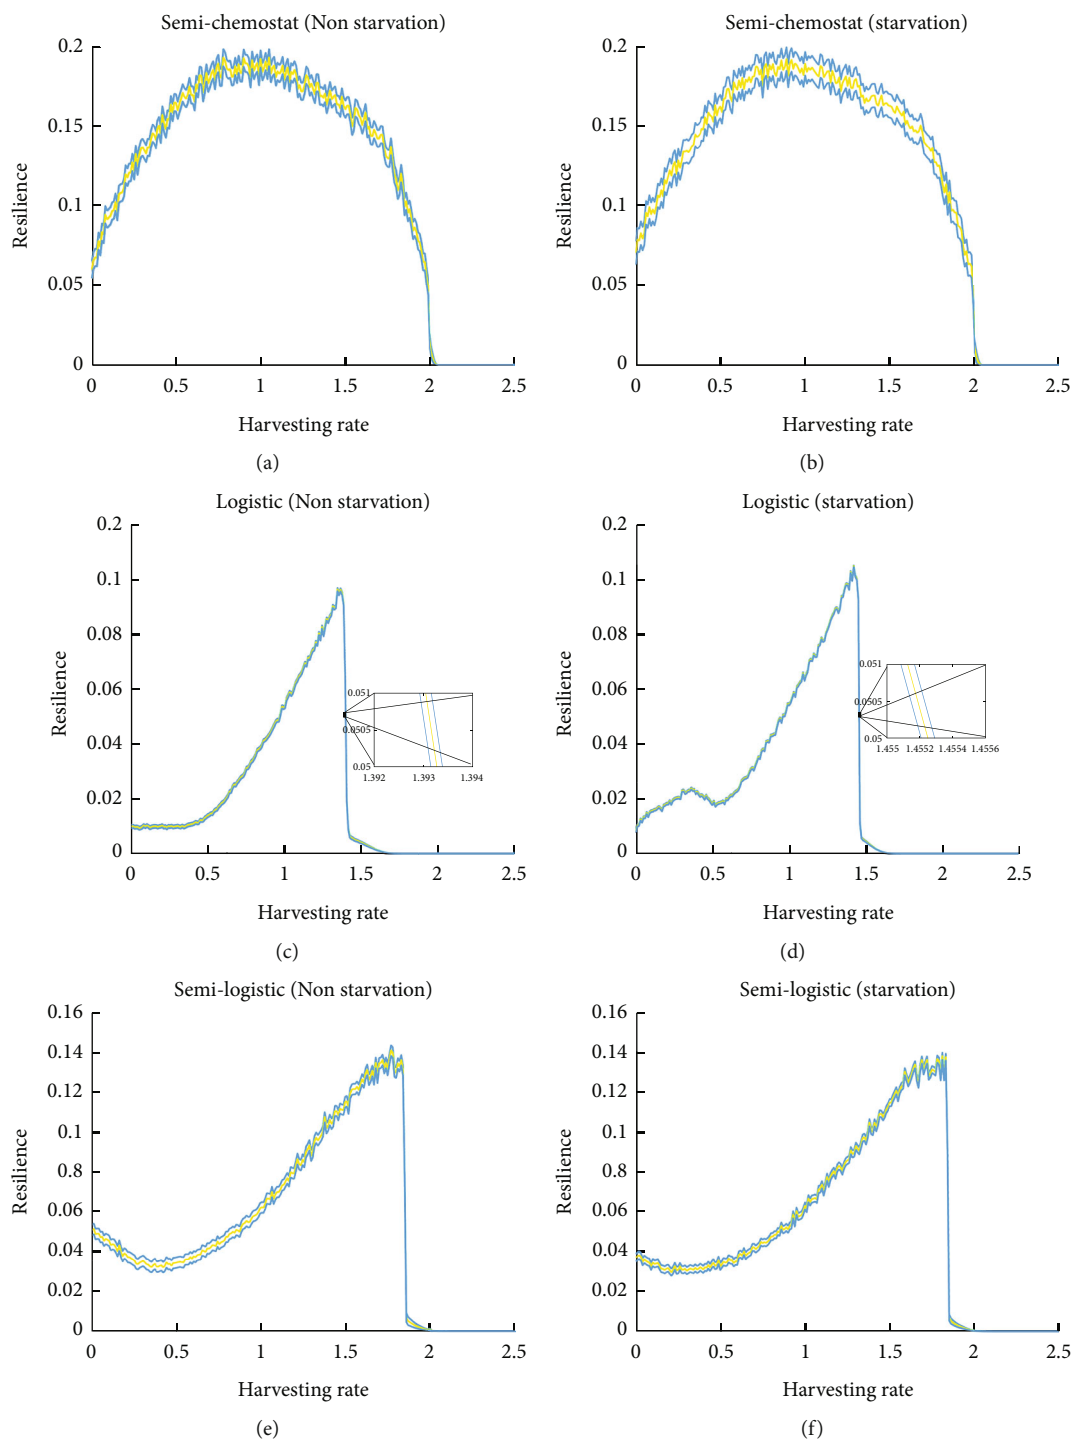 Semi-chemostat (Non starvation)
0.2
0.15
0.1
0.05
0
Resilience
0 0.5 1 1.5 2 2.5
Harvesting rate
(a)
Semi-chemostat (starvation)
0.2
0.15
0.1
0.05
0
Resilience
0 0.5 1 1.5 2 2.5
Harvesting rate
(b)
Logistic (Non starvation)
0.2
0.1
0.08
0.06
0.04
0.02
0
Resilience
0.051
0.0505
0.05
1.392 1.393 1.394
0 0.5 1 1.5 2 2.5
Harvesting rate
(c)
Logistic (starvation)
0.2
0.1
0.08
0.06
0.04
0.02
0
Resilience
0.051
0.0505
0.05
1.455 1.4552 1.4554 1.4556
0 0.5 1 1.5 2 2.5
Harvesting rate
(d)
Semi-logistic (Non starvation)
0.16
0.14
0.12
0.1
0.8
0.06
0.04
0.02
0
Resilience
0 0.5 1 1.5 2 2.5
Harvesting rate
(e)
Semi-logistic (starvation)
0.16
0.14
0.12
0.1
0.8
0.06
0.04
0.02
0
Resilience
0 0.5 1 1.5 2 2.5
Harvesting rate
(f)